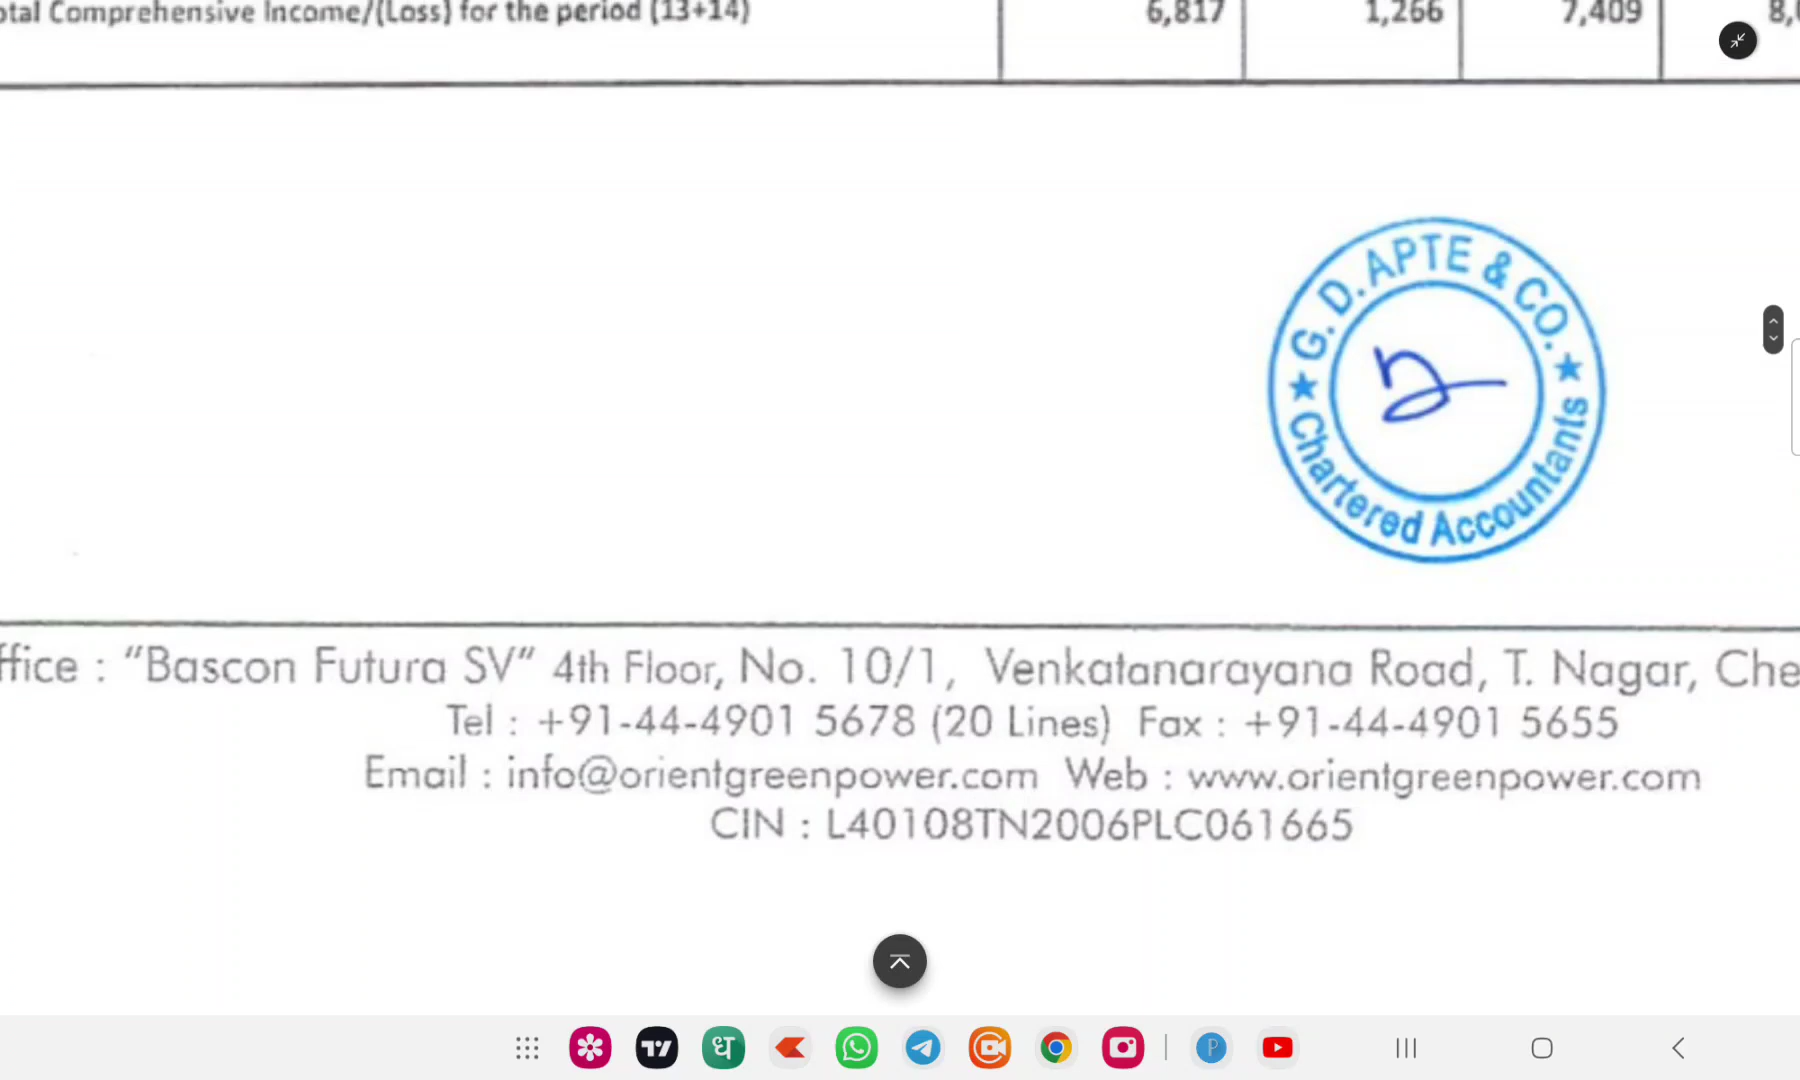 otal Comprehensive Income/(Loss) for the period (13+14) 6,817 1,266 7,409 8,
G. D. APTE & CO.
Chartered Accountants
ffice : "Bascon Futura SV" 4th Floor, No. 10/1, Venkatanarayana Road, T. Nagar, Che
Tel : +91-44-4901 5678 (20 Lines) Fax : +91-44-4901 5655
Email : info@orientgreenpower.com Web : www.orientgreenpower.com
CIN : L40108TN2006PLC061665